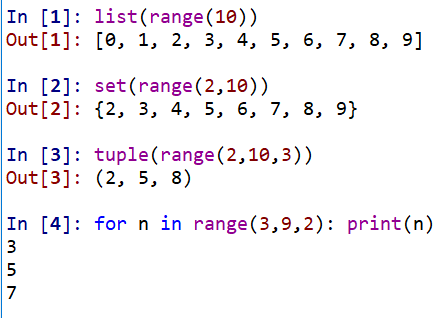 In [1]: list(range(10))
Out[1]: [0, 1, 2, 3, 4, 5, 6, 7, 8, 9]
In [2]: set(range(2,10))
Out[2]: {2, 3, 4, 5, 6, 7, 8, 9}
In [3]: tuple(range(2,10,3))
Out[3]: (2, 5, 8)
In [4]: for n in range(3,9,2): print(n)
3
5
7